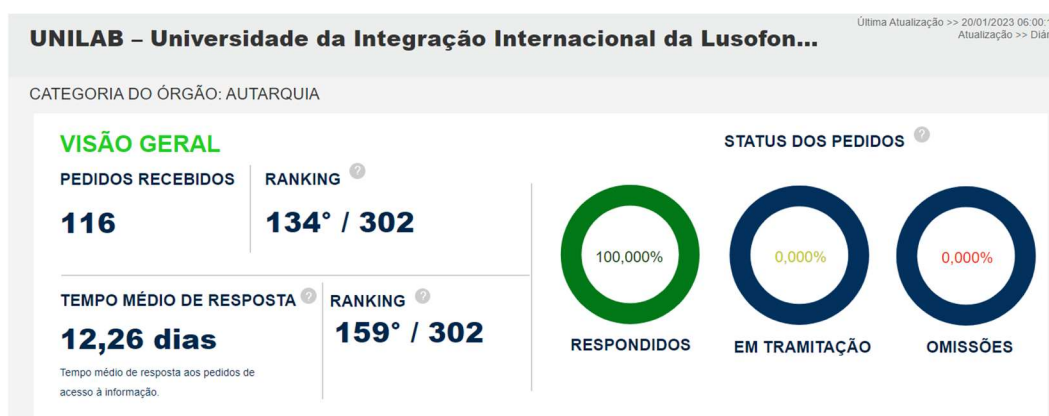 Última Atualização >> 20/01/2023 06:00:
UNILAB – Universidade da Integração Internacional da Lusofon...
Atualização >>
CATEGORIA DO ÓRGÃO: AUTARQUIA
VISÃO GERAL
PEDIDOS RECEBIDOS
116
RANKING ?
134° / 302
TEMPO MÉDIO DE RESPOSTA ?
12,26 dias
Tempo médio de resposta aos pedidos de
acesso à informação.
RANKING ?
159° / 302
STATUS DOS PEDIDOS ?
100,000%
RESPONDIDOS
0,000%
EM TRAMITAÇÃO
0,000%
OMISSÕES